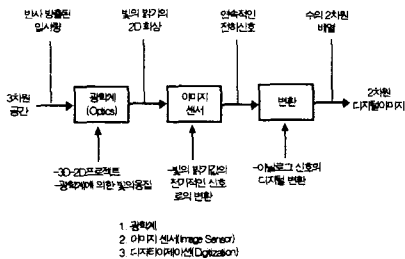 반사 방출된
입사량
빛의 밝기의
2D 화상
연속적인
전하신호
수의 2차원
배열
3차원
공간
광학계
(Optics)
이미지
센서
변환
2차원
디지털이미지
-3D-2D프로젝트
-광학계에 의한 빛의응집
-빛의 밝기값의
전기적인 신호
로의 변환
-아날로그 신호의
디지털 변환
1. 광학계
2. 이미지 센서(Image Sensor)
3. 디지타이제이션(Digitization)